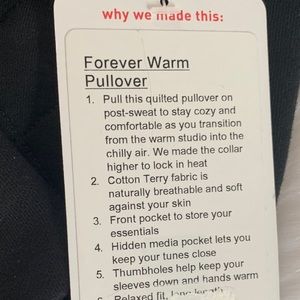 why we made this:
Forever Warm
Pullover
1. Pull this quilted pullover on
post-sweat to stay cozy and
comfortable as you transition
from the warm studio into the
chilly air. We made the collar
higher to lock in heat
2. Cotton Terry fabric is
naturally breathable and soft
against your skin
3. Front pocket to store your
essentials
4. Hidden media pocket lets you
keep your tunes close
5. Thumbholes help keep your
sleeves down and hands warm
Relaxed fit, long length